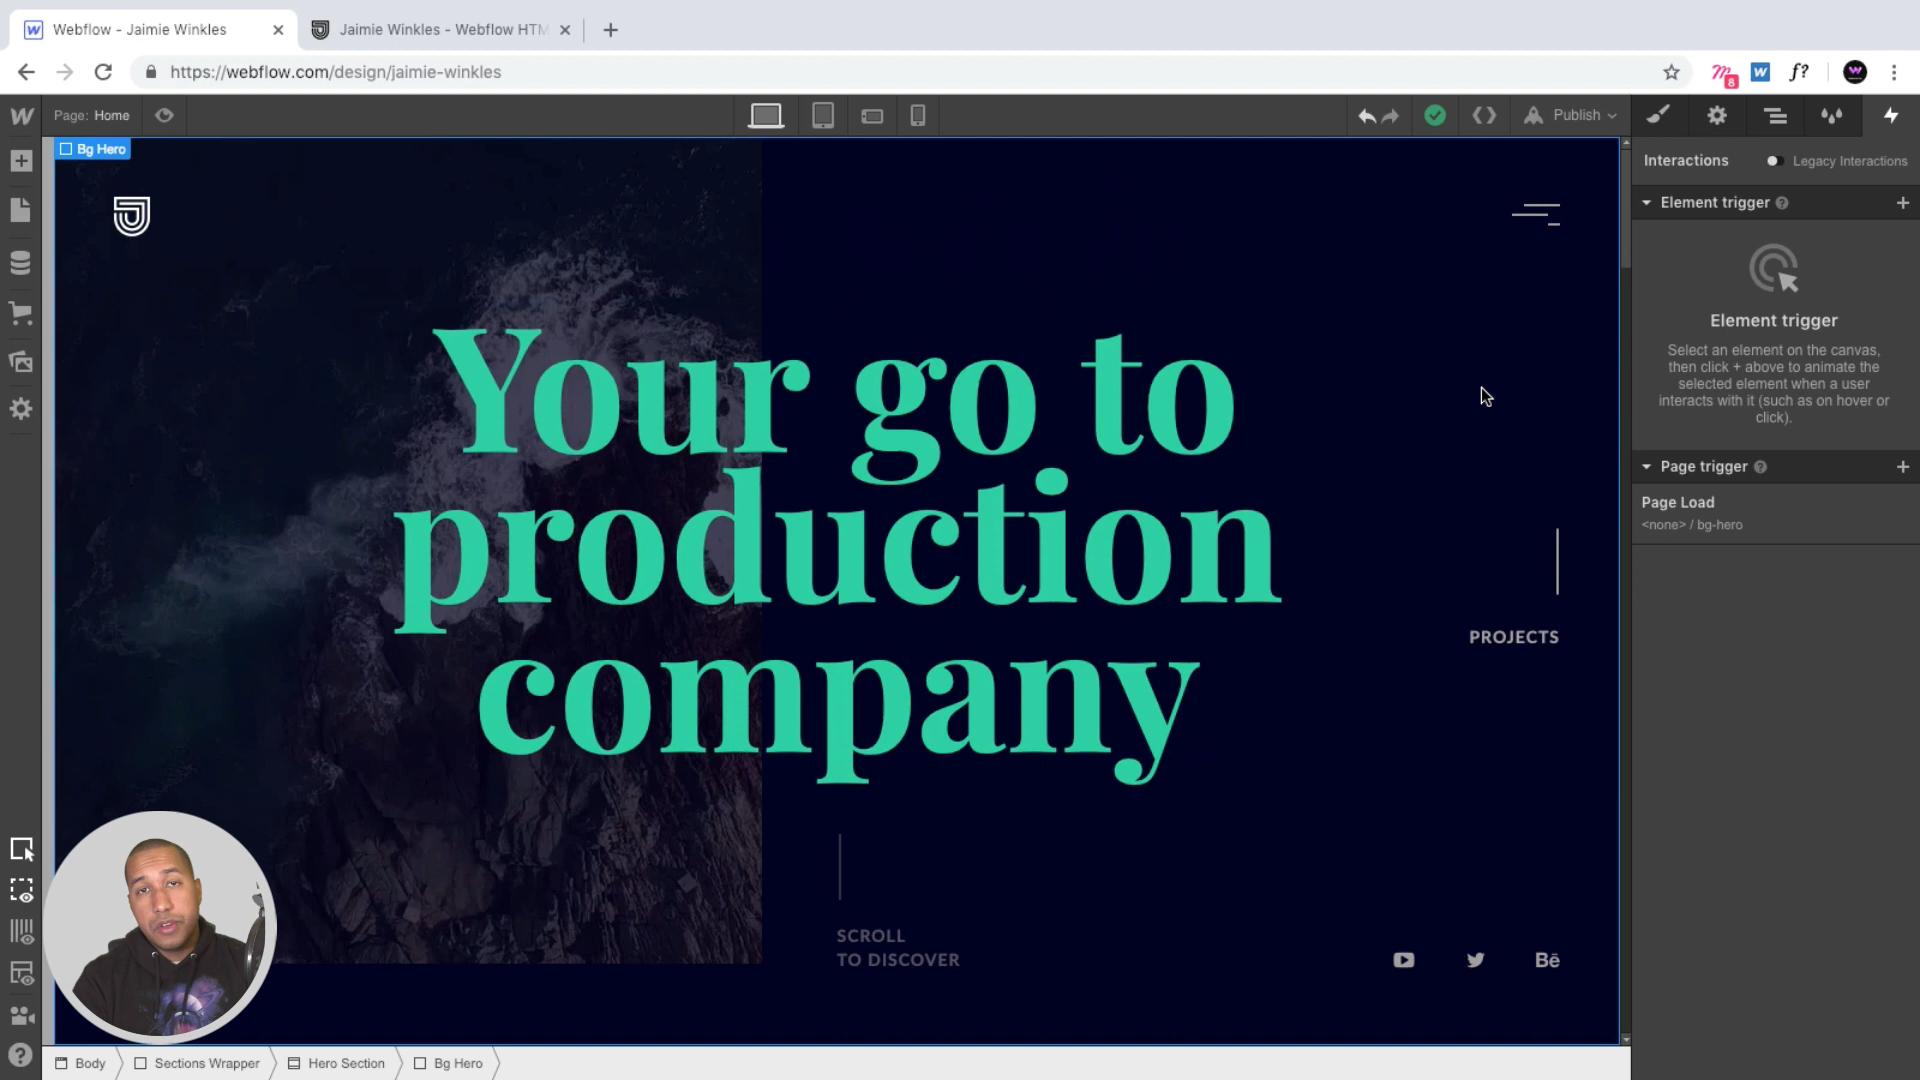 Webflow - Jaimie Winkles
Jaimie Winkles - Webflow HTM
https://webflow.com/design/jaimie-winkles
8
f?
Page: Home
Publish
Bg Hero
Interactions
Legacy Interactions
Element trigger
Element trigger
Select an element on the canvas,
then click + above to animate the
selected element when a user
interacts with it (such as on hover or
click).
Page trigger
Page Load
<none> / bg-hero
Your go to
production
company
PROJECTS
SCROLL
TO DISCOVER
Bē
Body
Sections Wrapper
Hero Section
Bg Hero